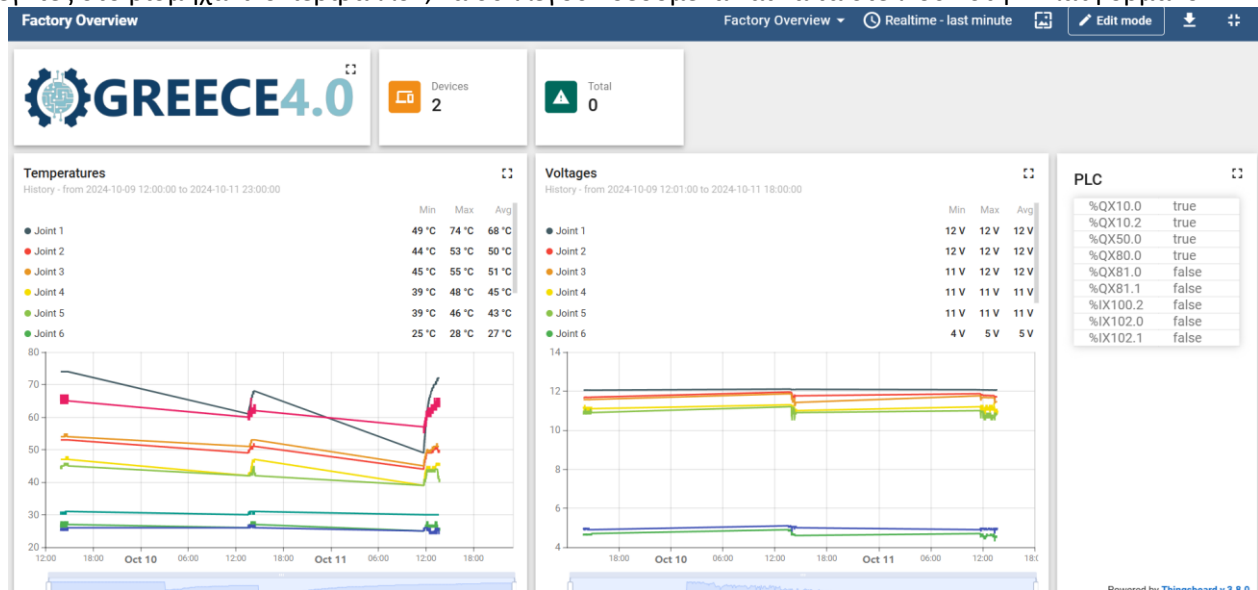 Factory Overview
Factory Overview
Realtime - last minute
Edit mode
GREECE4.0
Devices
2
Total
0
Temperatures
History - from 2024-10-09 12:00:00 to 2024-10-11 23:00:00
Min Max Avg
Joint 1 49 °C 74 °C 68 °C
Joint 2 44 °C 53 °C 50 °C
Joint 3 45 °C 55 °C 51 °C
Joint 4 39 °C 48 °C 45 °C
Joint 5 39 °C 46 °C 43 °C
Joint 6 25 °C 28 °C 27 °C
80
70
60
50
40
30
20
12:00 18:00 Oct 10 06:00 12:00 18:00 Oct 11 06:00 12:00 18:00
Voltages
History - from 2024-10-09 12:01:00 to 2024-10-11 18:00:00
Min Max Avg
Joint 1 12 V 12 V 12 V
Joint 2 12 V 12 V 12 V
Joint 3 11 V 12 V 12 V
Joint 4 11 V 11 V 11 V
Joint 5 11 V 11 V 11 V
Joint 6 4 V 5 V 5 V
14
12
10
8
6
4
18:00 Oct 10 06:00 12:00 18:00 Oct 11 06:00 12:00
PLC
%QX10.0 true
%QX10.2 true
%QX50.0 true
%QX80.0 true
%QX81.0 false
%QX81.1 false
%IX100.2 false
%IX102.0 false
%IX102.1 false
Powered by Thingsboard v.3.8.0